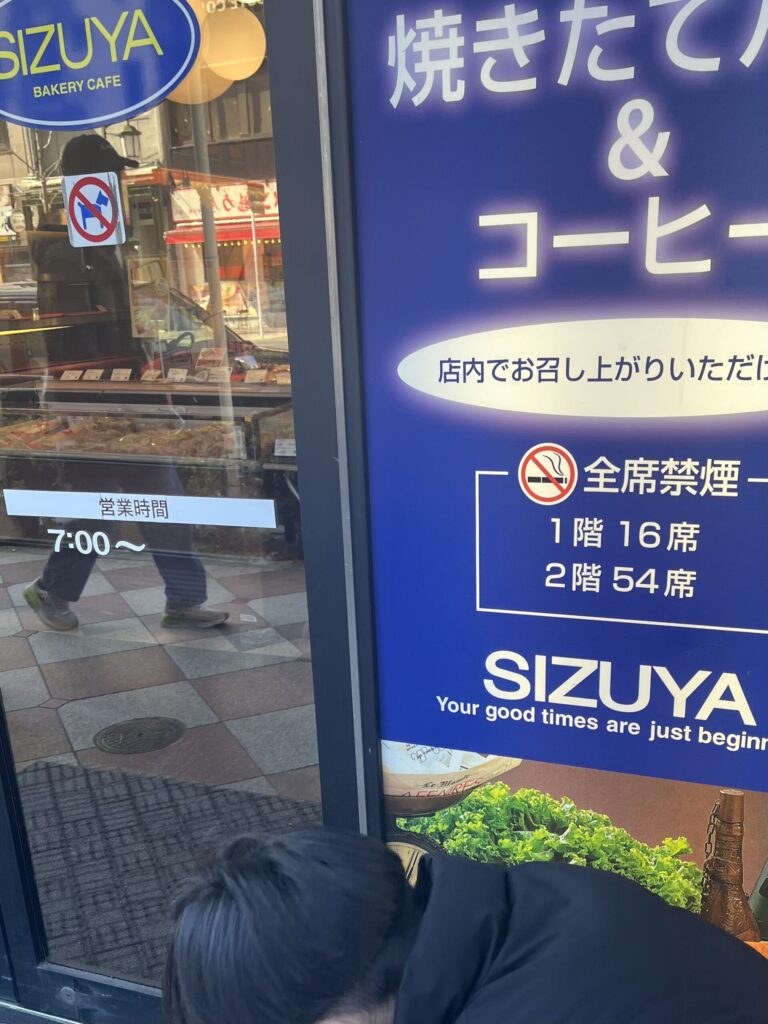 SIZUYA
BAKERY CAFE
営業時間
7:00〜
焼きたて
&
コーヒー
店内でお召し上がりいただけ
全席禁煙
1階 16席
2階 54席
SIZUYA
Your good times are just beginn
AFFAIRES